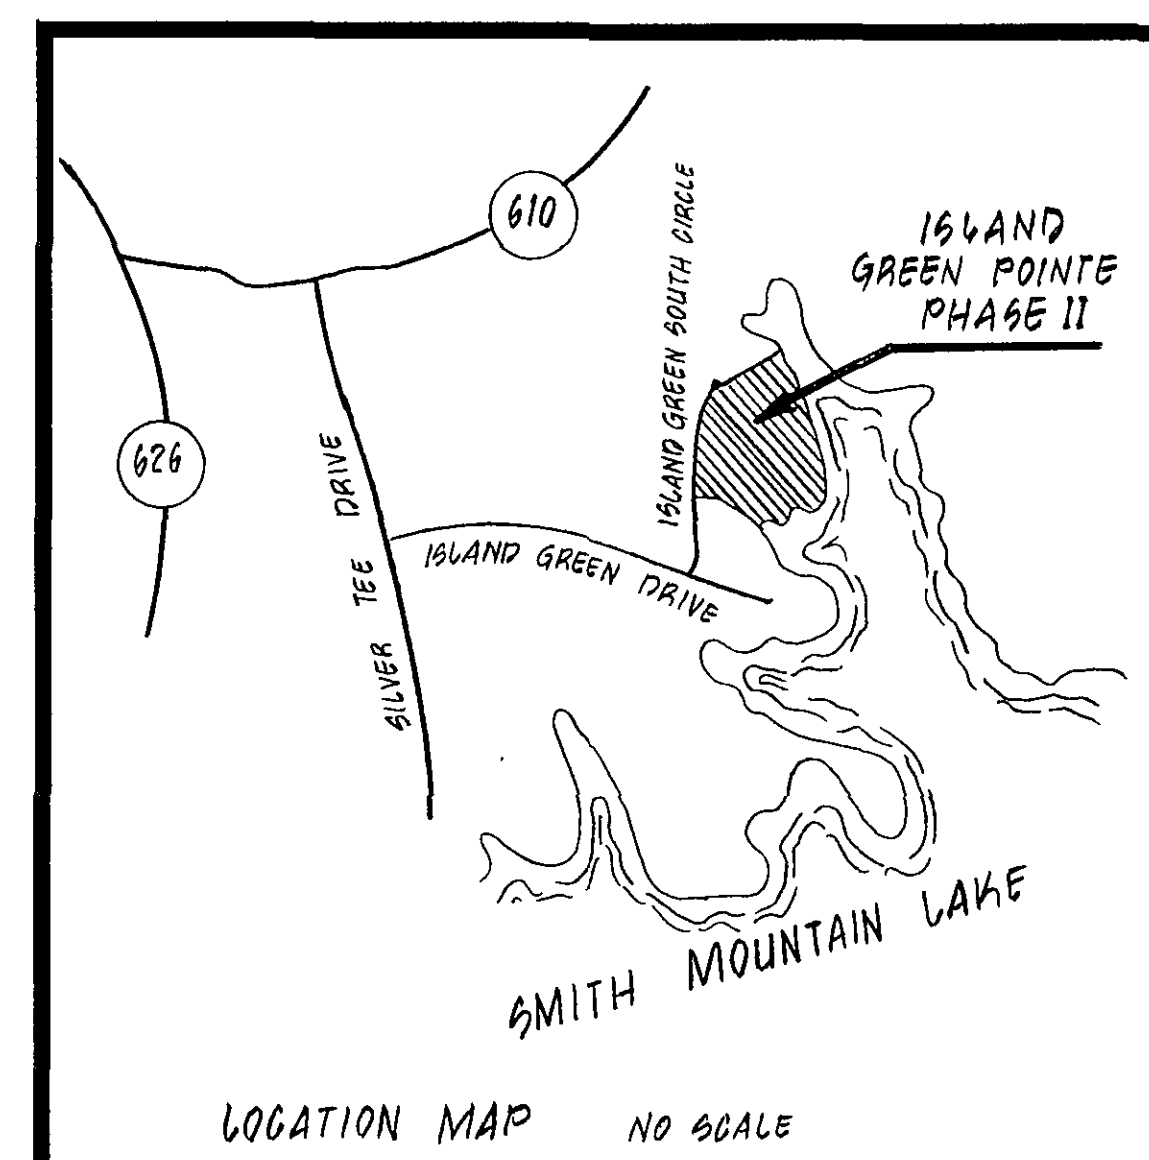 610
ISLAND
GREEN POINTE
PHASE II
ISLAND GREEN SOUTH CIRCLE
626
SILVER TEE DRIVE
ISLAND GREEN DRIVE
SMITH MOUNTAIN LAKE
LOCATION MAP NO SCALE